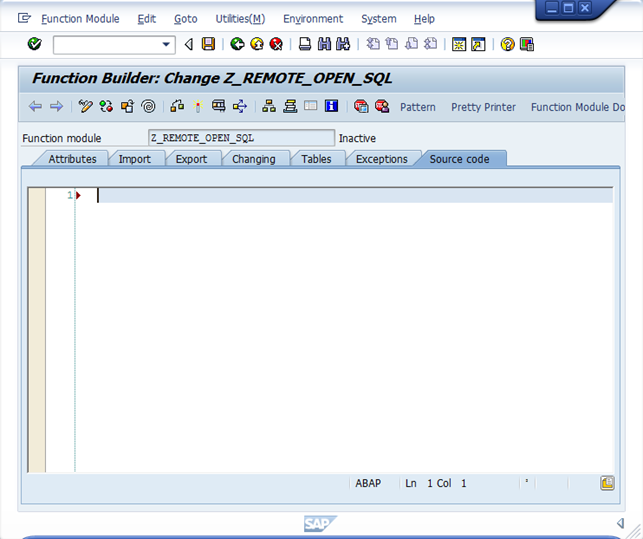 Function Module Edit Goto Utilities(M) Environment System Help
Function Builder: Change Z_REMOTE_OPEN_SQL
Pattern Pretty Printer Function Module Do
Function module Z_REMOTE_OPEN_SQL Inactive
Attributes Import Export Changing Tables Exceptions Source code
1
ABAP Ln 1 Col 1
SAP